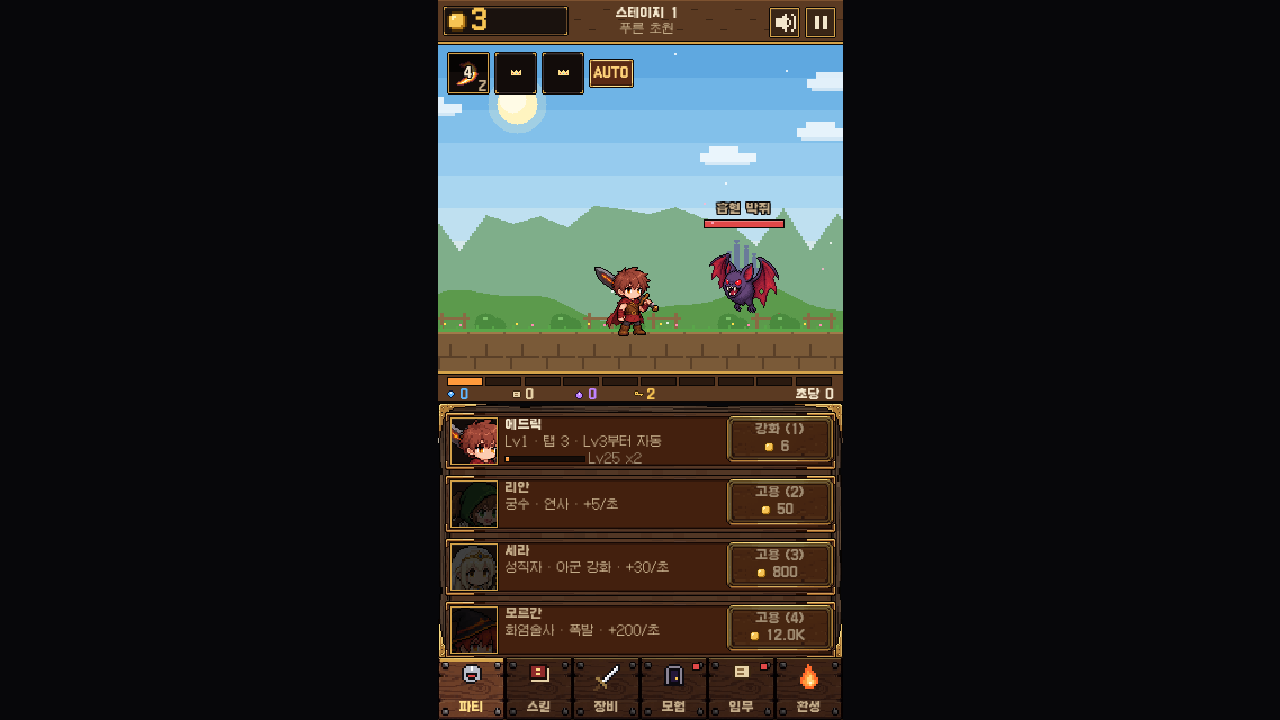 3
스테이지 1
푸른 초원
4
Z
AUTO
흡혈 박쥐
0
0
0
2
초당 0
에드릭
Lv1 · 탭 3 · Lv3부터 자동
Lv25 x2
강화 (1)
6
리안
궁수 · 연사 · +5/초
고용 (2)
50
세라
성직자 · 아군 강화 · +30/초
고용 (3)
800
모르간
화염술사 · 폭발 · +200/초
고용 (4)
12.0K
파티
스킬
장비
모험
임무
환생